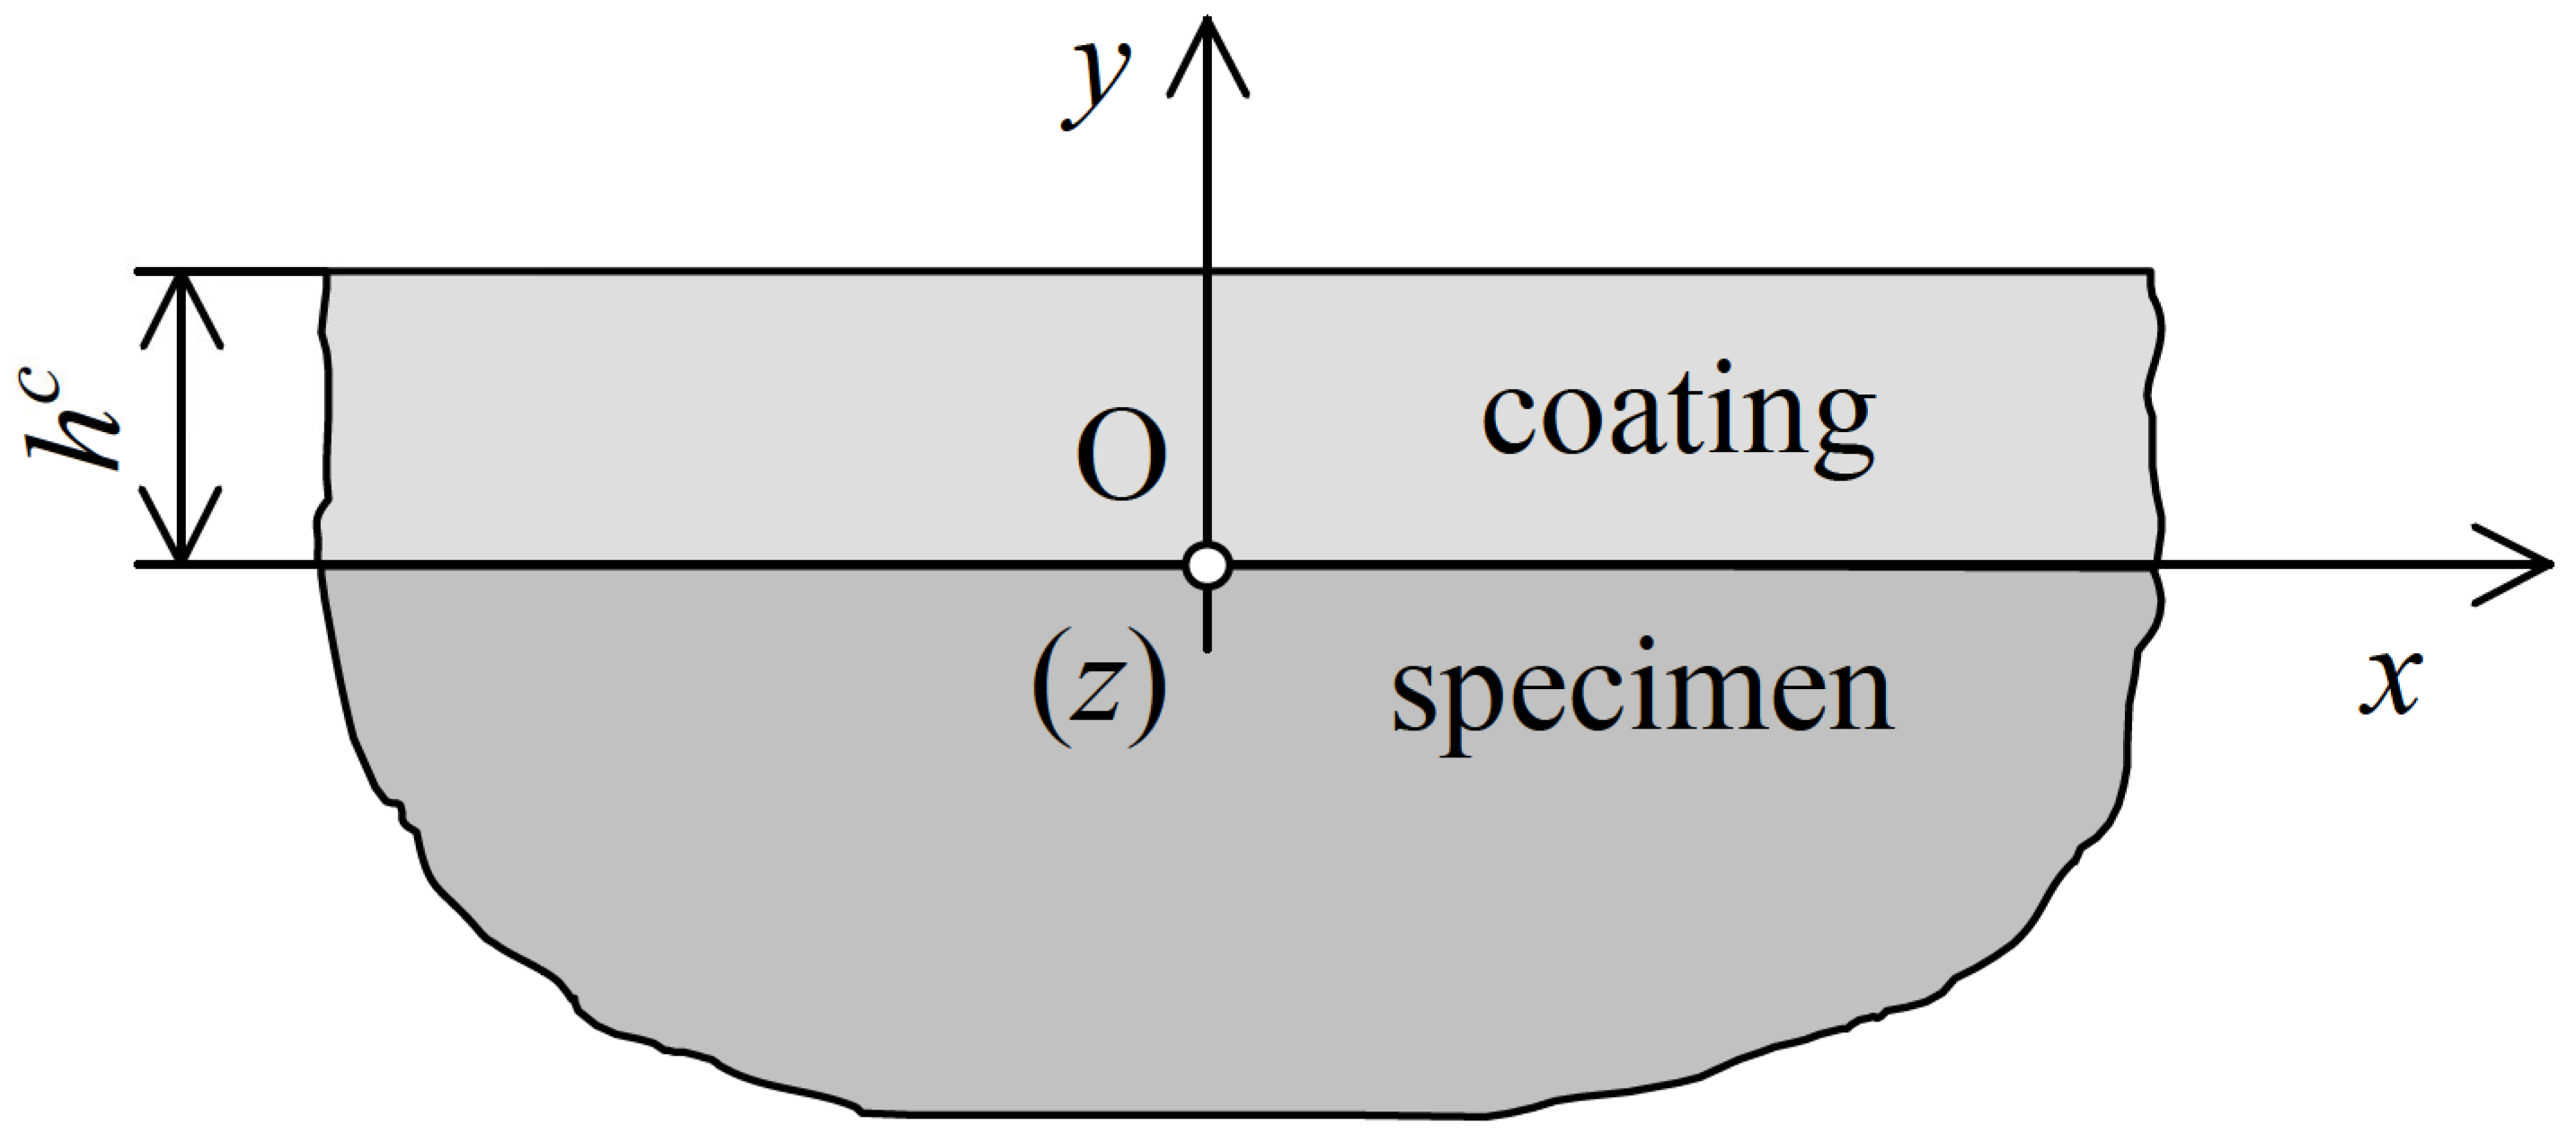 y
h^c
coating
O
(z)
specimen
x